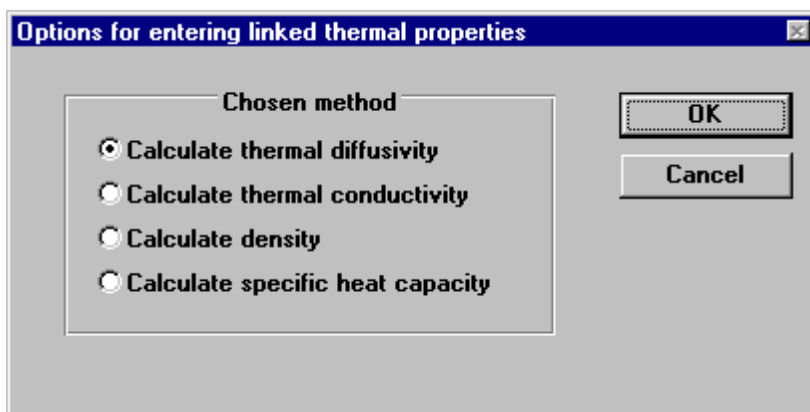 Options for entering linked thermal properties
Chosen method
Calculate thermal diffusivity
Calculate thermal conductivity
Calculate density
Calculate specific heat capacity
OK
Cancel